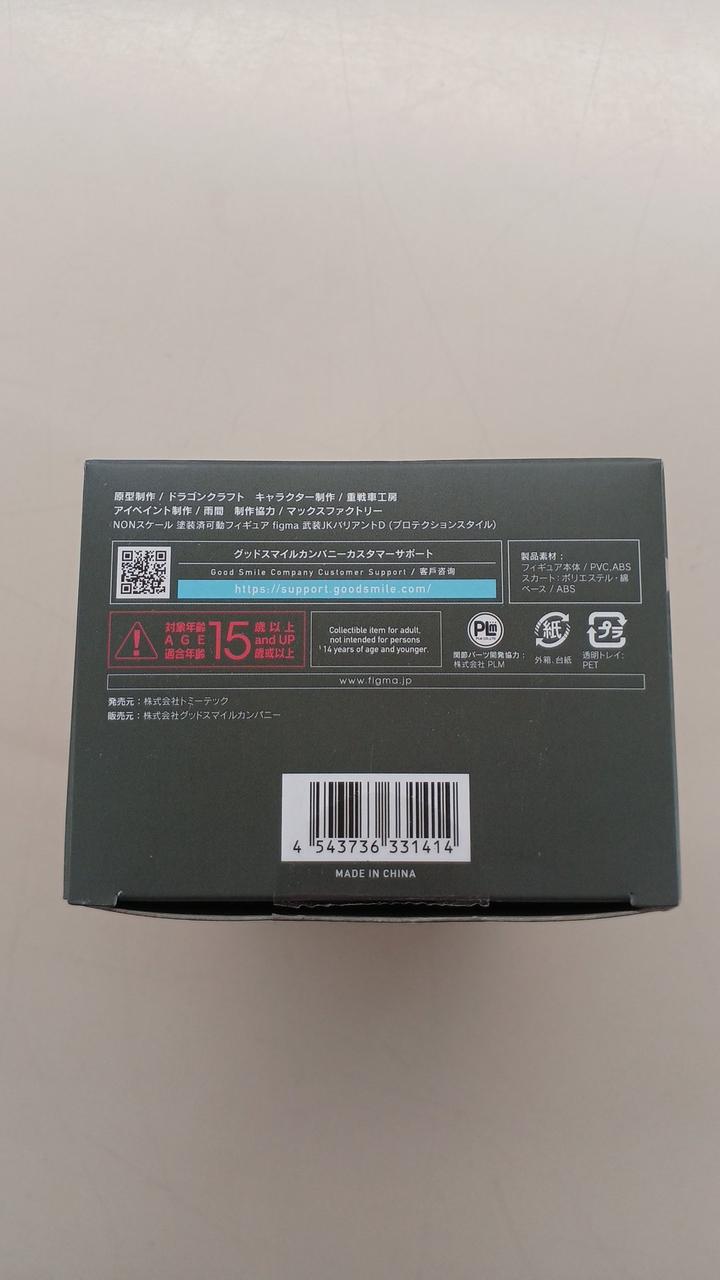 原型制作 / ドラゴンクラフト　キャラクター制作 / 重戦車工房
アイペイント制作 / 雨間　制作協力 / マックスファクトリー
NONスケール 塗装済可動フィギュア figma 武装JKバリアントD (プロテクションスタイル)
グッドスマイルカンパニーカスタマーサポート
Good Smile Company Customer Support / 客戶咨询
https://support.goodsmile.com/
製品素材：
フィギュア本体 / PVC,ABS
スカート：ポリエステル・綿
ベース / ABS
対象年齢 15 歳以上
AGE and UP
適合年齡 歲或以上
Collectible item for adult,
not intended for persons
14 years of age and younger.
PLM
関節パーツ開発協力：
株式会社 PLM
紙
外箱、台紙
プラ
透明トレイ：
PET
www.figma.jp
発売元：株式会社トミーテック
販売元：株式会社グッドスマイルカンパニー
4 543736 331414
MADE IN CHINA